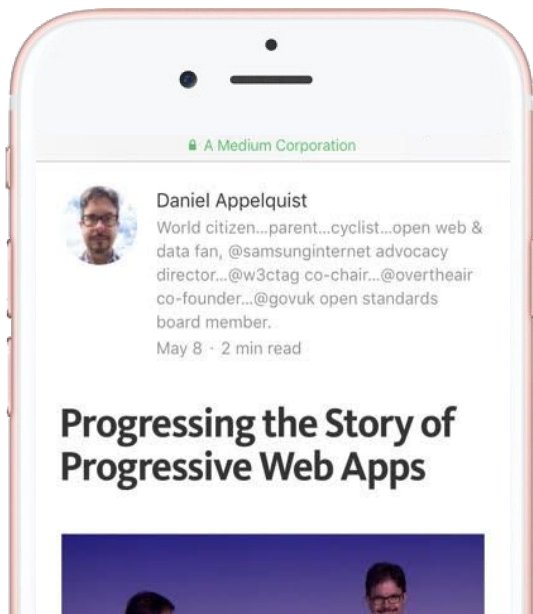 A Medium Corporation
Daniel Appelquist
World citizen...parent...cyclist...open web &
data fan, @samsunginternet advocacy
director...@w3ctag co-chair...@overtheair
co-founder...@govuk open standards
board member.
May 8 · 2 min read
Progressing the Story of
Progressive Web Apps